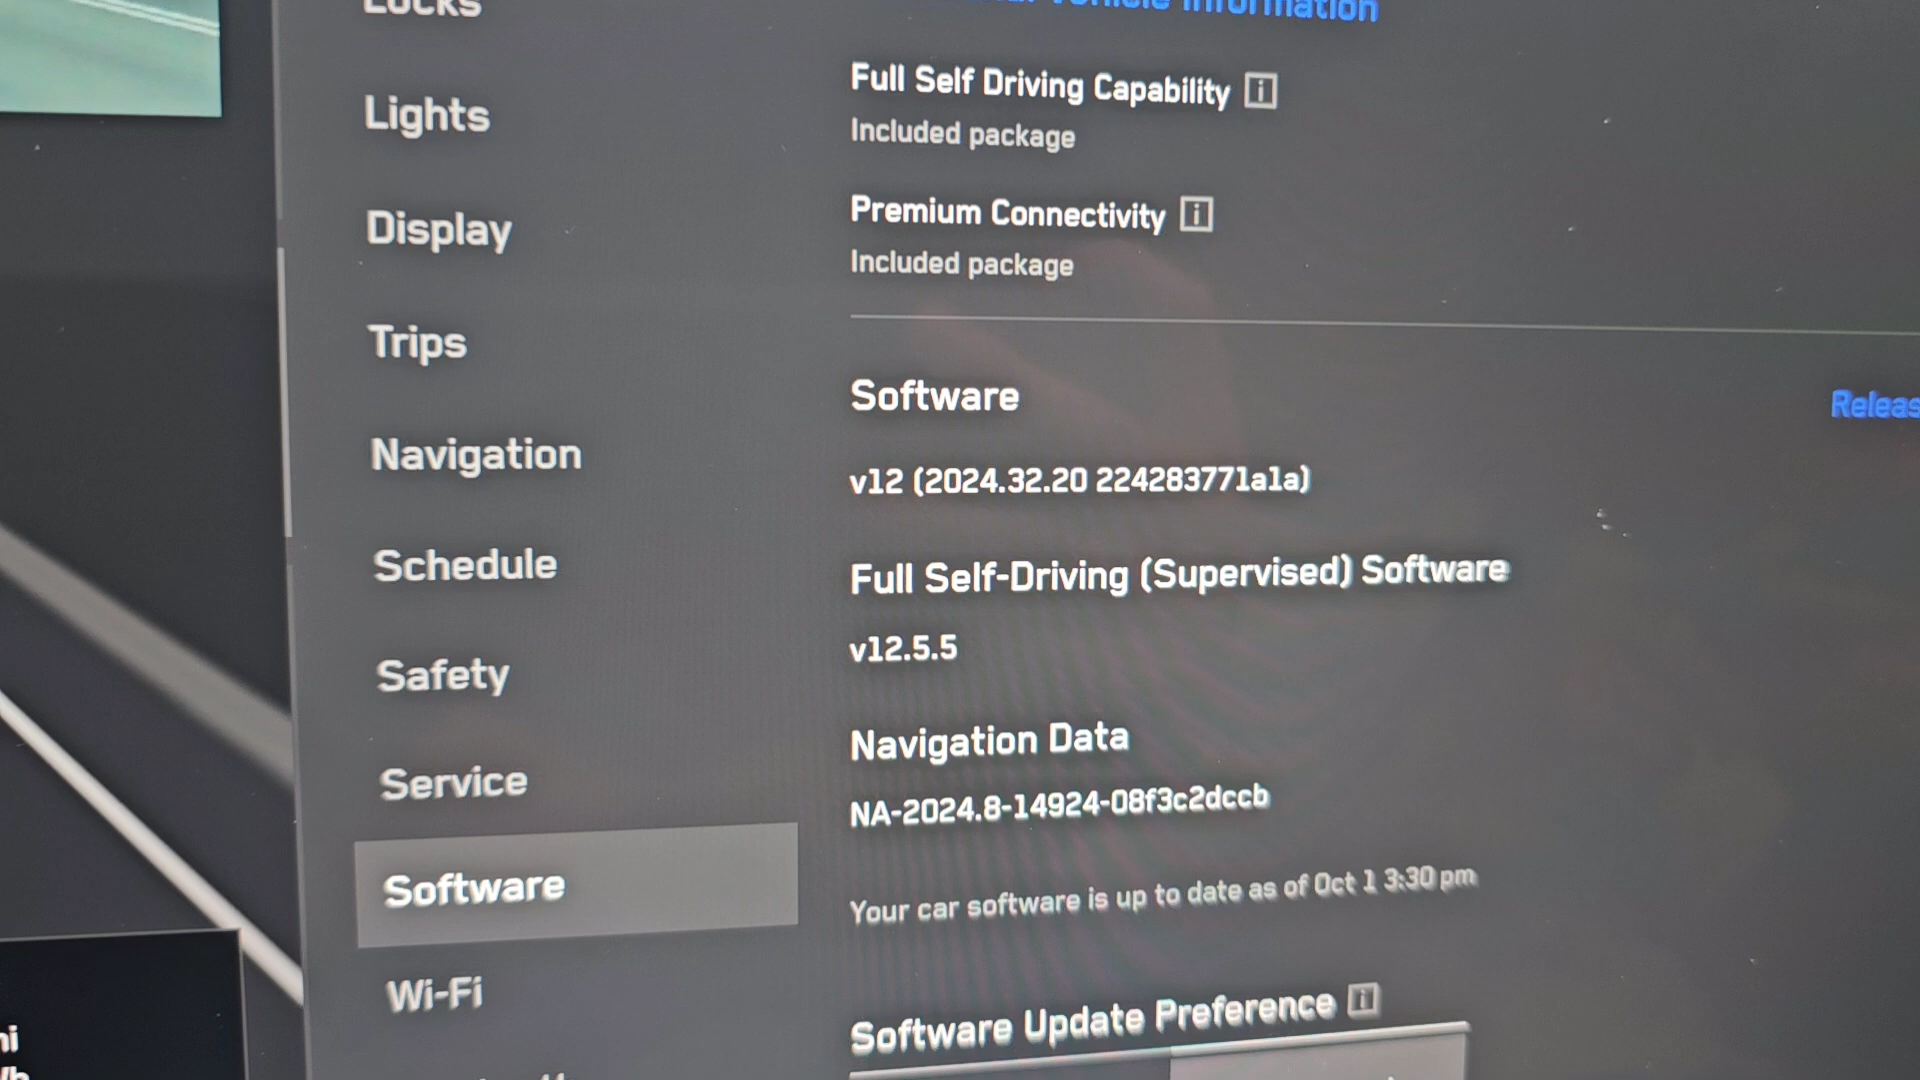 Locks
Lights
Display
Trips
Navigation
Schedule
Safety
Service
Software
Wi-Fi
Vehicle Information
Full Self Driving Capability
Included package
Premium Connectivity
Included package
Software
v12 (2024.32.20 224283771a1a)
Full Self-Driving (Supervised) Software
v12.5.5
Navigation Data
NA-2024.8-14924-08f3c2dccb
Your car software is up to date as of Oct 1 3:30 pm
Software Update Preference